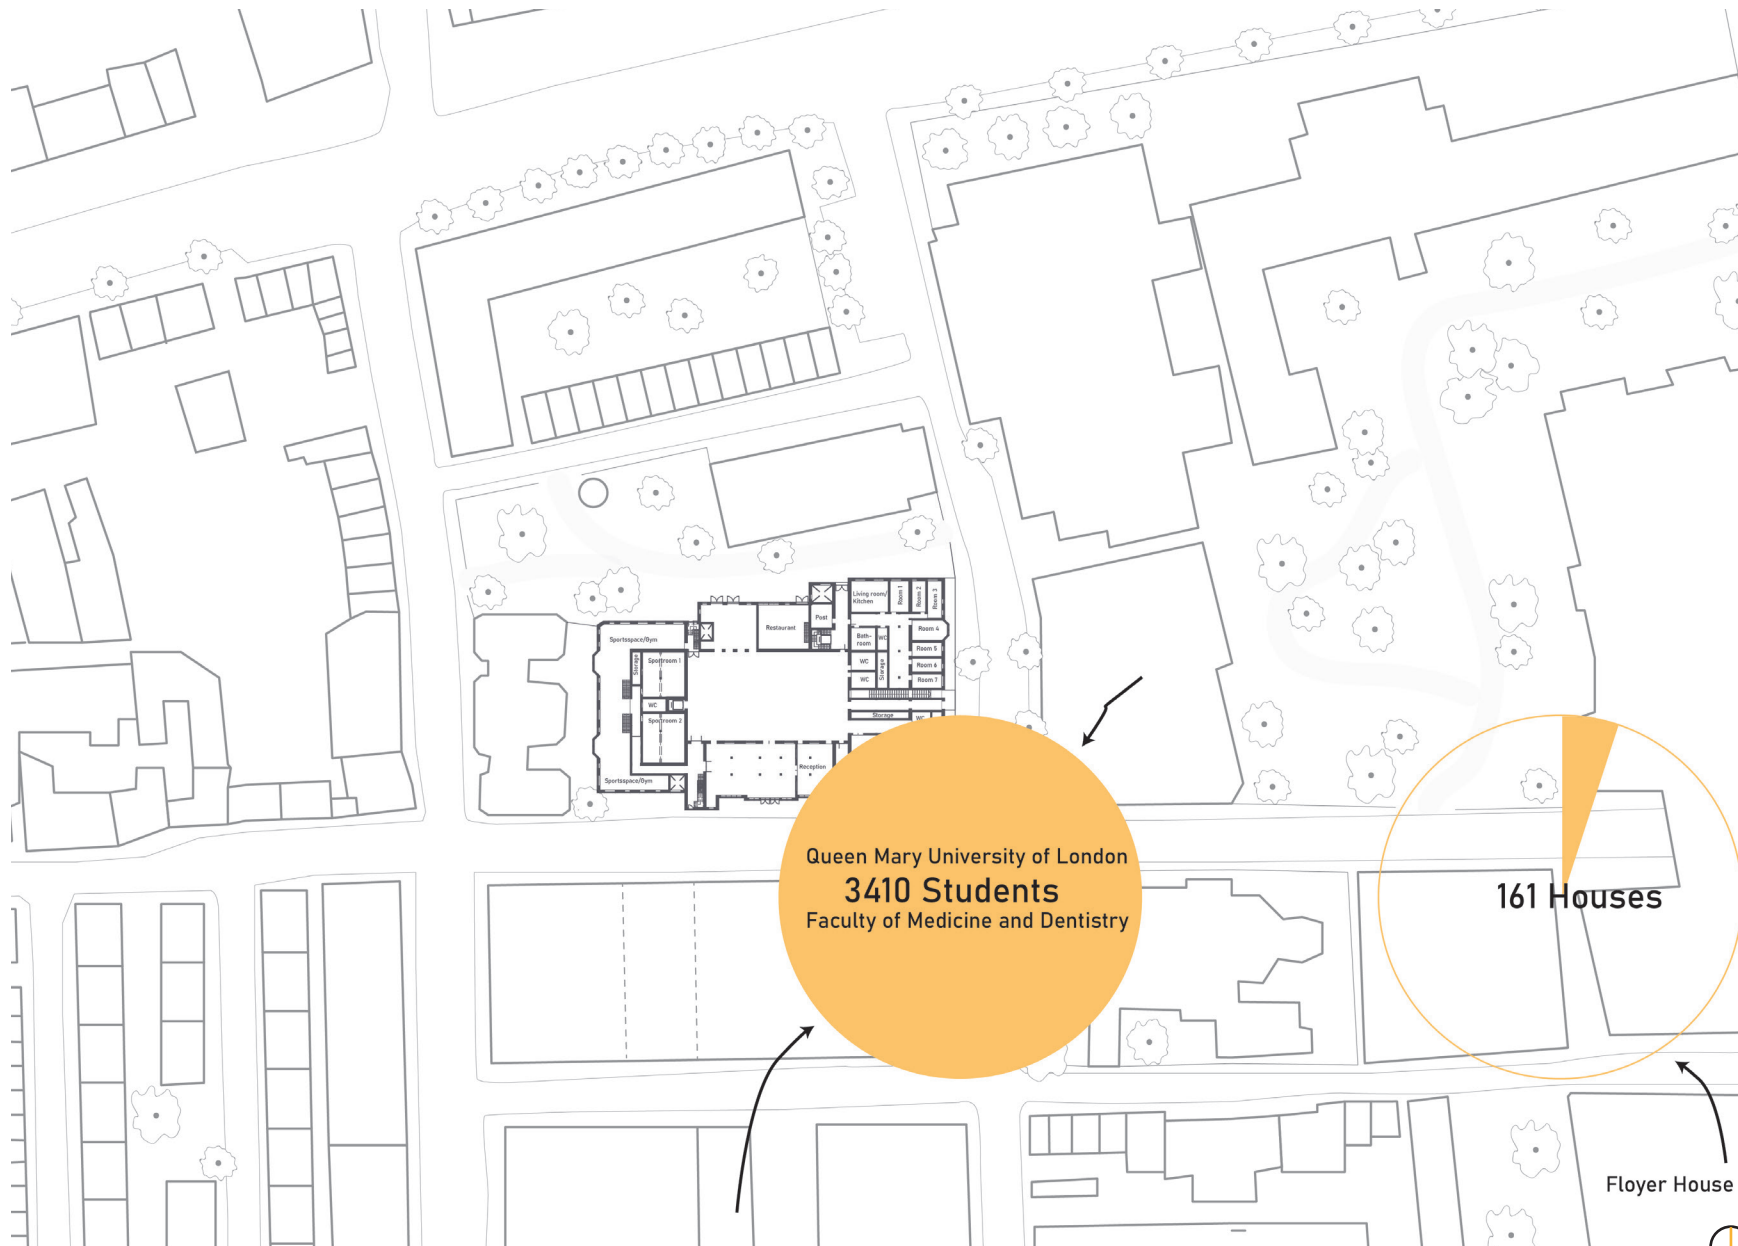 Living room/
Kitchen
Room 1
Room 2
Room 3
Post
Restaurant
Room 4
Sportsspace/Gym
Bath-
room
WC
Room 5
Storage
Sportroom 1
WC
Storage
Room 6
WC
Room 7
WC
Storage
WC
Sportroom 2
Reception
Sportsspace/Gym
Queen Mary University of London
3410 Students
Faculty of Medicine and Dentistry
161 Houses
Floyer House